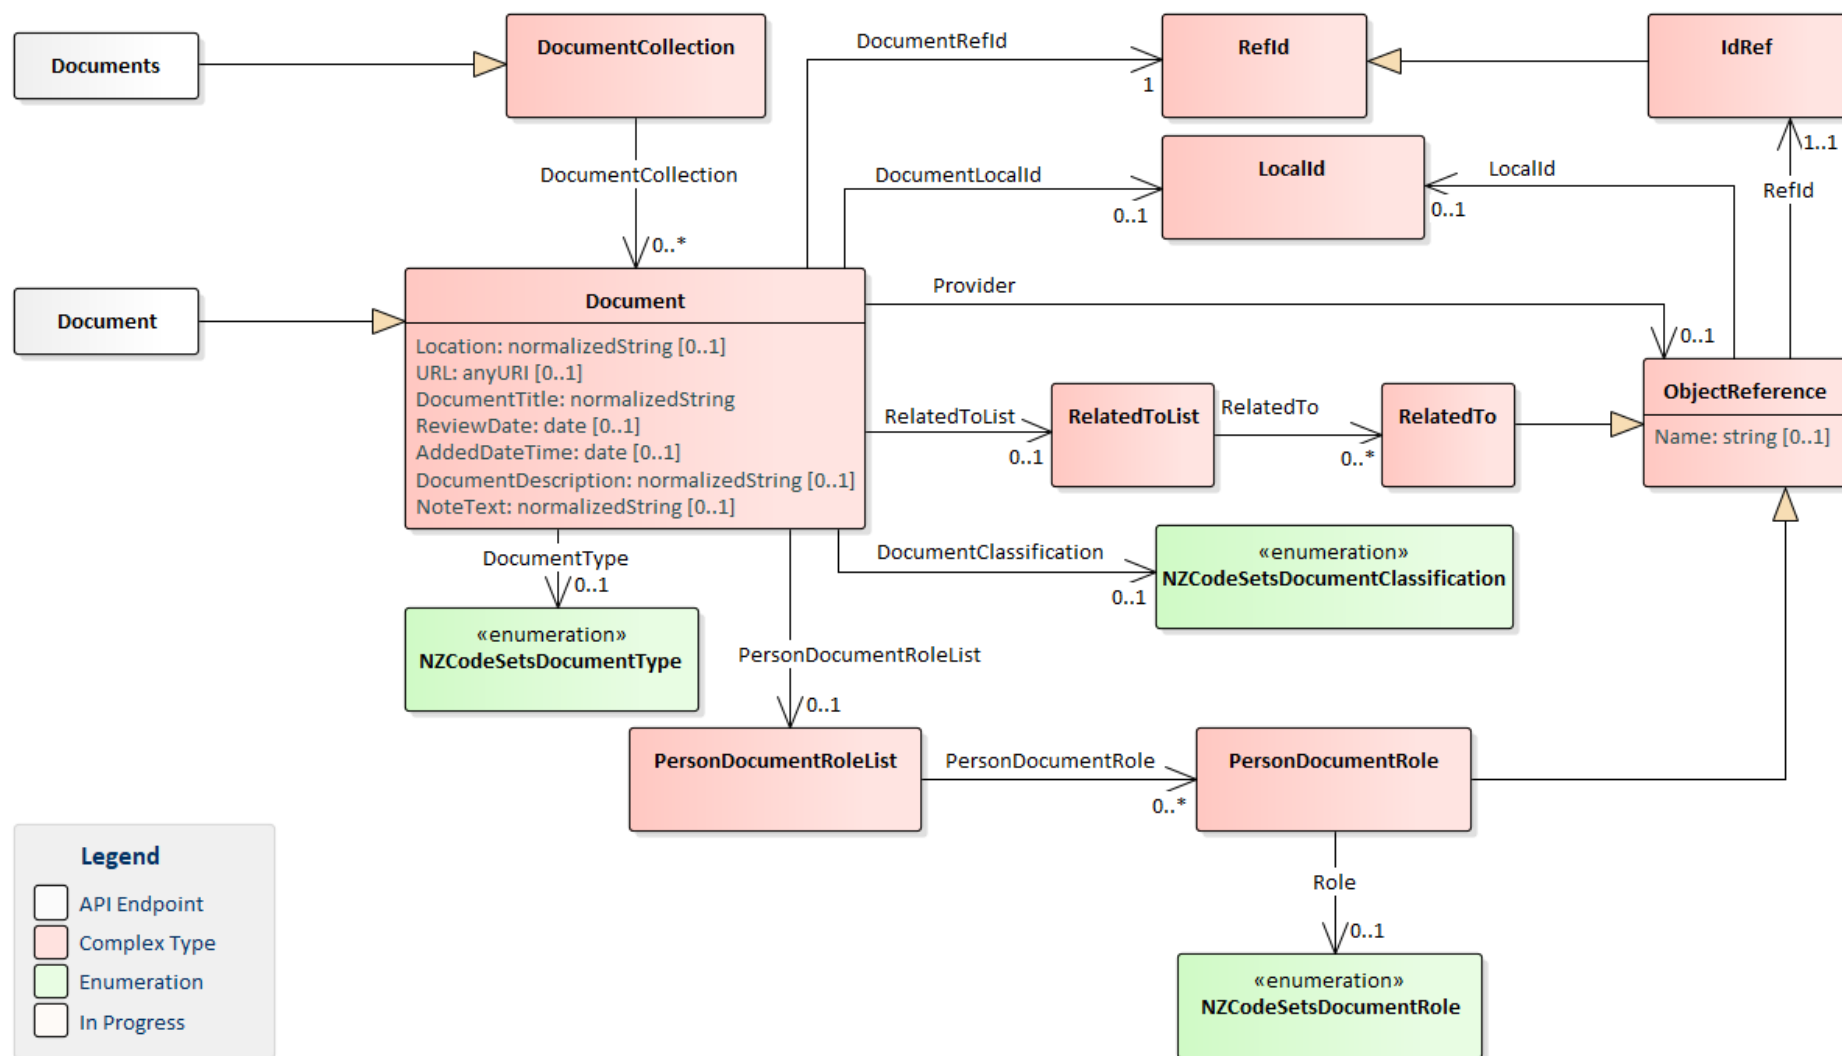 Documents
DocumentCollection
DocumentRefId
1
RefId
IdRef
DocumentCollection
0..*
DocumentLocalId
0..1
LocalId
LocalId
0..1
1..1
RefId
Document
Document
Location: normalizedString [0..1]
URL: anyURI [0..1]
DocumentTitle: normalizedString
ReviewDate: date [0..1]
AddedDateTime: date [0..1]
DocumentDescription: normalizedString [0..1]
NoteText: normalizedString [0..1]
Provider
0..1
RelatedToList
0..1
RelatedToList
RelatedTo
0..*
RelatedTo
ObjectReference
Name: string [0..1]
DocumentType
0..1
«enumeration»
NZCodeSetsDocumentType
DocumentClassification
0..1
«enumeration»
NZCodeSetsDocumentClassification
PersonDocumentRoleList
0..1
PersonDocumentRoleList
PersonDocumentRole
0..*
PersonDocumentRole
Role
0..1
«enumeration»
NZCodeSetsDocumentRole
Legend
API Endpoint
Complex Type
Enumeration
In Progress